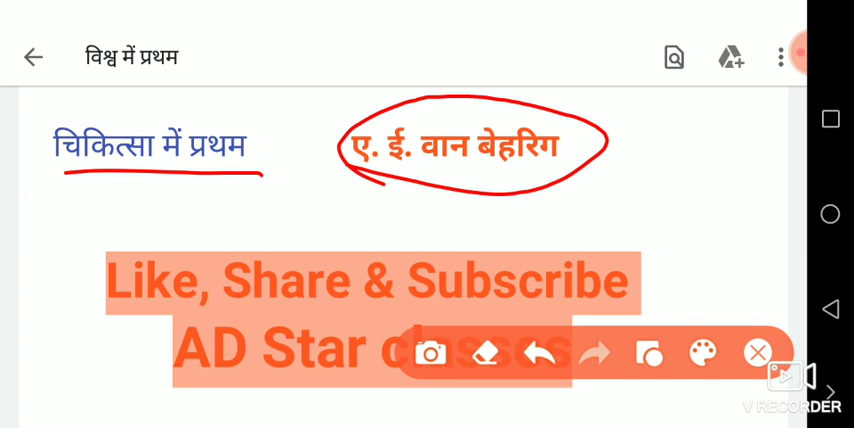 विश्व में प्रथम
चिकित्सा में प्रथम ए. ई. वान बेहरिग
Like, Share & Subscribe
AD Star classes
V RECORDER